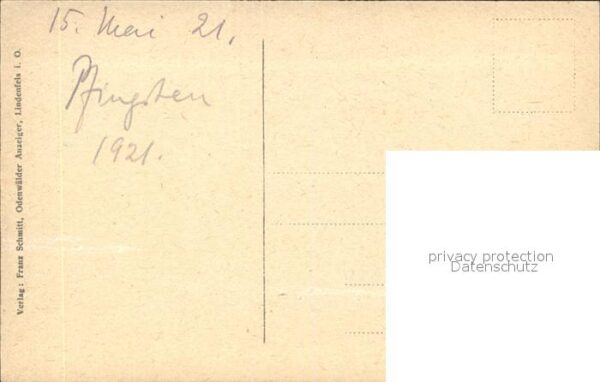 15. Mai 21.
Pfingsten
1921.
Verlag: Franz Schmitt, Odenwälder Anzeiger, Lindenfels i. O.
privacy protection
Datenschutz